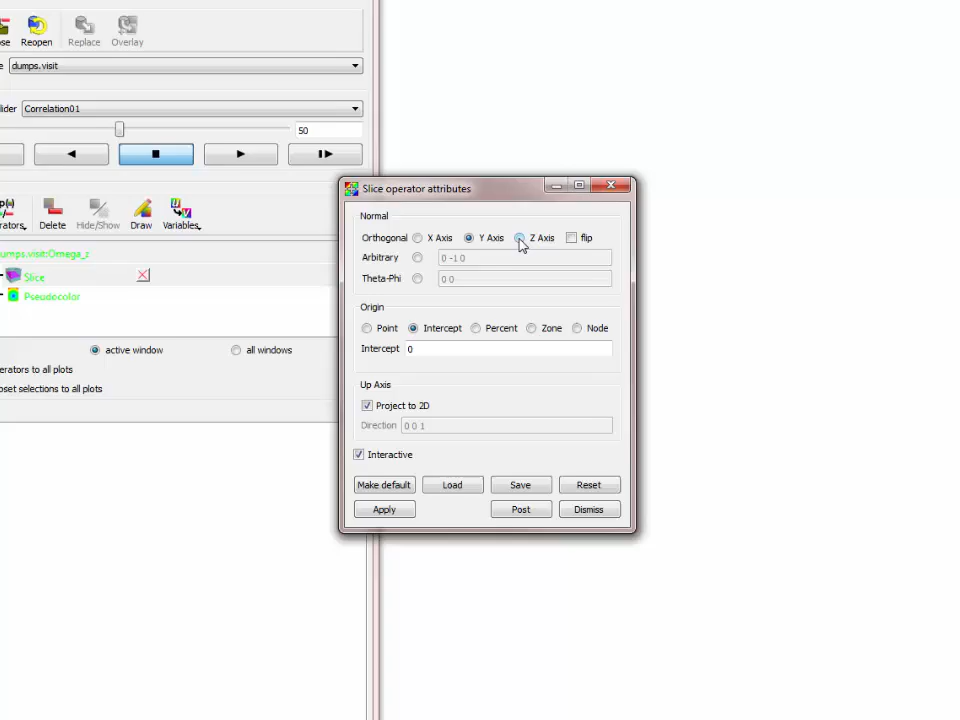 ose Reopen Replace Overlay
e dumps.visit
lider Correlation01
50
Slice operator attributes
Normal
Orthogonal X Axis Y Axis Z Axis flip
Arbitrary 0 -1 0
Theta-Phi 0 0
Origin
Point Intercept Percent Zone Node
Intercept 0
Up Axis
Project to 2D
Direction 0 0 1
Interactive
Make default Load Save Reset
Apply Post Dismiss
p(υ)
rators Delete Hide/Show Draw Variables
umps.visit:Omega_z
Slice
Pseudocolor
active window all windows
erators to all plots
oset selections to all plots